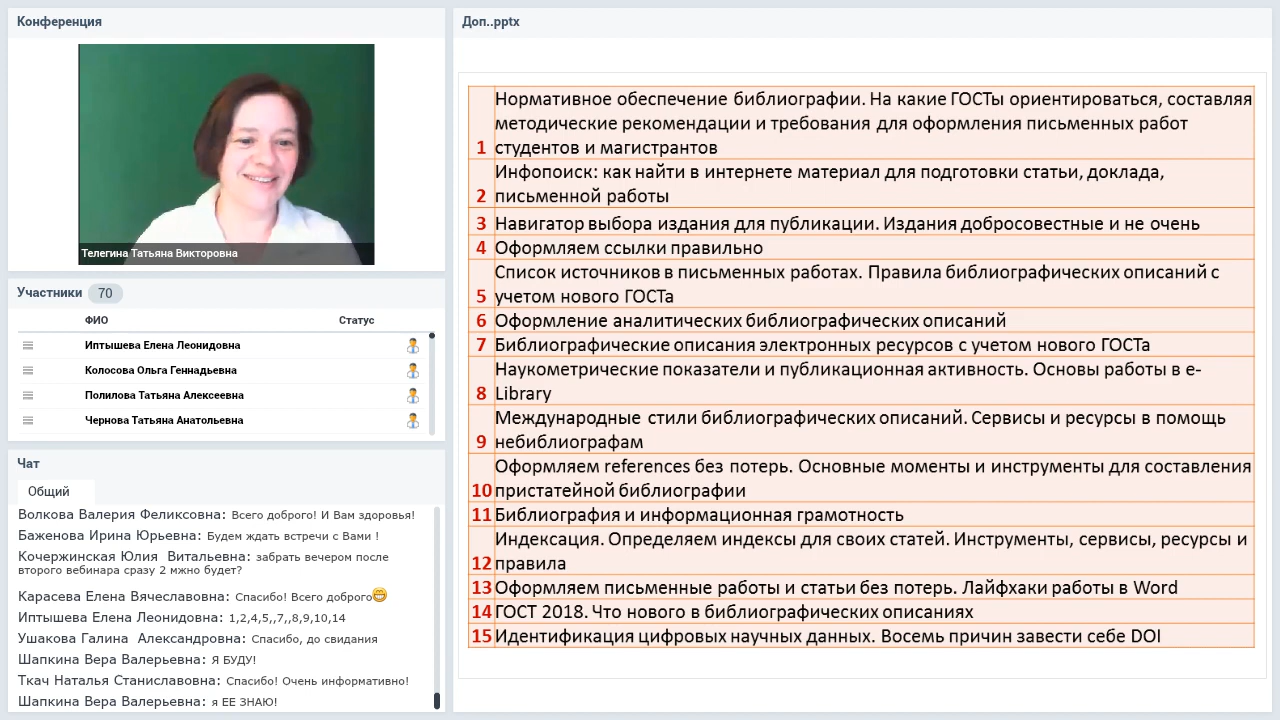 Конференция
Телегина Татьяна Викторовна
Участники 70
ФИО Статус
Иптышева Елена Леонидовна
Колосова Ольга Геннадьевна
Полилова Татьяна Алексеевна
Чернова Татьяна Анатольевна
Чат
Общий
Волкова Валерия Феликсовна: Всего доброго! И Вам здоровья!
Баженова Ирина Юрьевна: Будем ждать встречи с Вами !
Кочержинская Юлия Витальевна: забрать вечером после
второго вебинара сразу 2 мжно будет?
Карасева Елена Вячеславовна: Спасибо! Всего доброго
Иптышева Елена Леонидовна: 1,2,4,5,,7,,8,9,10,14
Ушакова Галина Александровна: Спасибо, до свидания
Шапкина Вера Валерьевна: Я БУДУ!
Ткач Наталья Станиславовна: Спасибо! Очень информативно!
Шапкина Вера Валерьевна: я ЕЕ ЗНАЮ!
Доп..pptx
Нормативное обеспечение библиографии. На какие ГОСТы ориентироваться, составляя
методические рекомендации и требования для оформления письменных работ
1 студентов и магистрантов
Инфопоиск: как найти в интернете материал для подготовки статьи, доклада,
2 письменной работы
3 Навигатор выбора издания для публикации. Издания добросовестные и не очень
4 Оформляем ссылки правильно
Список источников в письменных работах. Правила библиографических описаний с
5 учетом нового ГОСТа
6 Оформление аналитических библиографических описаний
7 Библиографические описания электронных ресурсов с учетом нового ГОСТа
Наукометрические показатели и публикационная активность. Основы работы в e-
8 Library
Международные стили библиографических описаний. Сервисы и ресурсы в помощь
9 небиблиографам
Оформляем references без потерь. Основные моменты и инструменты для составления
10 пристатейной библиографии
11 Библиография и информационная грамотность
Индексация. Определяем индексы для своих статей. Инструменты, сервисы, ресурсы и
12 правила
13 Оформляем письменные работы и статьи без потерь. Лайфхаки работы в Word
14 ГОСТ 2018. Что нового в библиографических описаниях
15 Идентификация цифровых научных данных. Восемь причин завести себе DOI